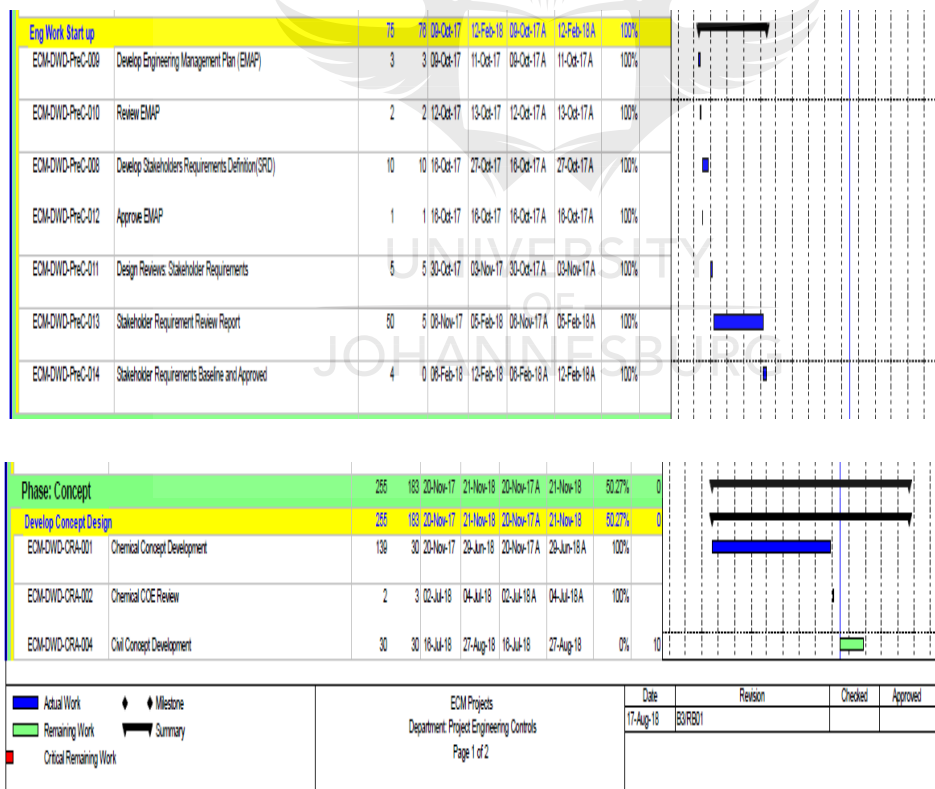 Eng Work Start up 75 76 09-Oct-17 12-Feb-18 09-Oct-17 A 12-Feb-18 A 100%
ECM-DWD-PreC-009 Develop Engineering Management Plan (EMAP) 3 3 09-Oct-17 11-Oct-17 09-Oct-17 A 11-Oct-17 A 100%
ECM-DWD-PreC-010 Review EMAP 2 2 12-Oct-17 13-Oct-17 12-Oct-17 A 13-Oct-17 A 100%
ECM-DWD-PreC-008 Develop Stakeholders Requirements Definition(SRD) 10 10 16-Oct-17 27-Oct-17 16-Oct-17 A 27-Oct-17 A 100%
ECM-DWD-PreC-012 Approve EMAP 1 1 16-Oct-17 16-Oct-17 16-Oct-17 A 16-Oct-17 A 100%
UNIVERSITY
ECM-DWD-PreC-011 Design Reviews: Stakeholder Requirements 5 5 30-Oct-17 03-Nov-17 30-Oct-17 A 03-Nov-17 A 100%
OF
ECM-DWD-PreC-013 Stakeholder Requirement Review Report 50 5 06-Nov-17 05-Feb-18 06-Nov-17 A 05-Feb-18 A 100%
JOHANNESBURG
ECM-DWD-PreC-014 Stakeholder Requirements Baseline and Approved 4 0 06-Feb-18 12-Feb-18 06-Feb-18 A 12-Feb-18 A 100%
Phase: Concept 255 183 20-Nov-17 21-Nov-18 20-Nov-17 A 21-Nov-18 50.27% 0
Develop Concept Design 255 183 20-Nov-17 21-Nov-18 20-Nov-17 A 21-Nov-18 50.27% 0
ECM-DWD-CRA-001 Chemical Concept Development 139 30 20-Nov-17 29-Jun-18 20-Nov-17 A 29-Jun-18 A 100%
ECM-DWD-CRA-002 Chemical COE Review 2 3 02-Jul-18 04-Jul-18 02-Jul-18 A 04-Jul-18 A 100%
ECM-DWD-CRA-004 Civil Concept Development 30 30 16-Jul-18 27-Aug-18 16-Jul-18 27-Aug-18 0% 10
Actual Work Milestone
Remaining Work Summary
Critical Remaining Work
ECM Projects
Department: Project Engineering Controls
Page 1 of 2
Date Revision Checked Approved
17-Aug-18 B3/RB01